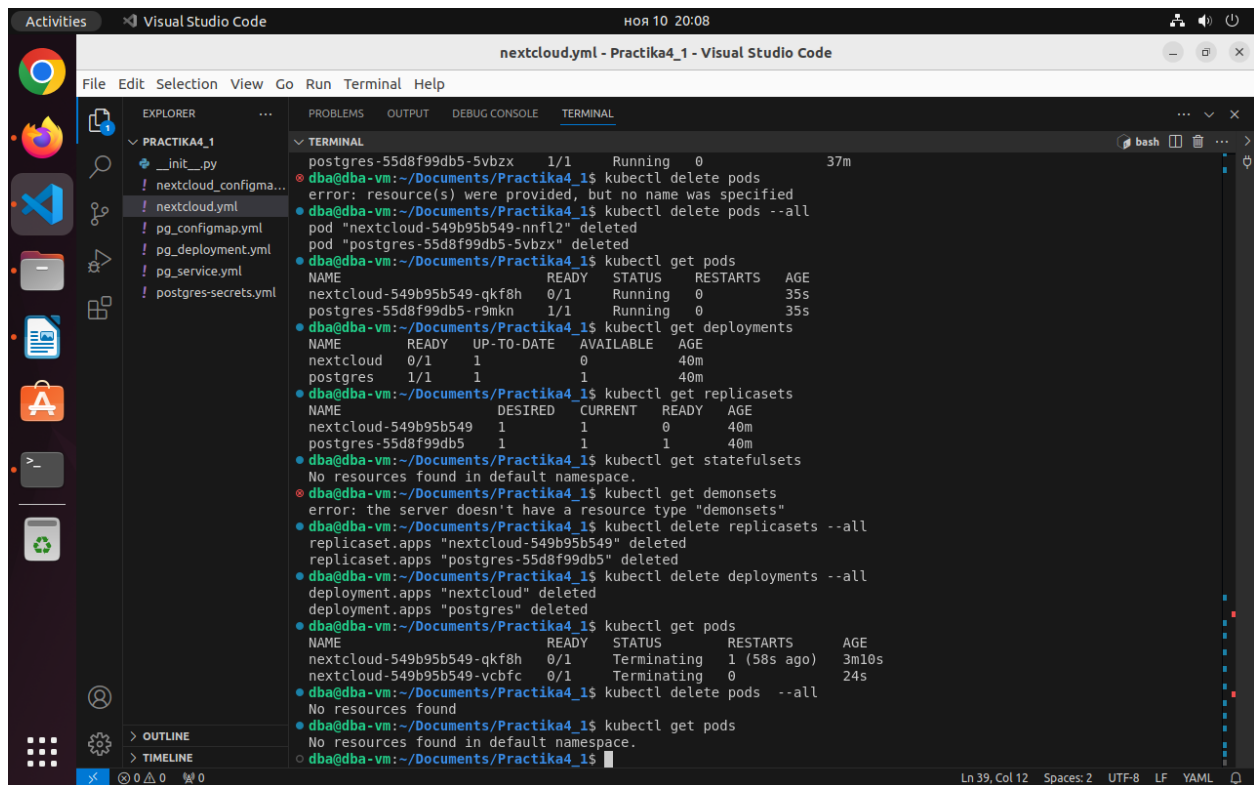 Activities Visual Studio Code ноя 10 20:08
nextcloud.yml - Practika4_1 - Visual Studio Code
File Edit Selection View Go Run Terminal Help
EXPLORER ···
1
PRACTIKA4_1
__init__.py
! nextcloud_configma...
! nextcloud.yml
! pg_configmap.yml
! pg_deployment.yml
! pg_service.yml
! postgres-secrets.yml
OUTLINE
TIMELINE
PROBLEMS OUTPUT DEBUG CONSOLE TERMINAL ···
TERMINAL bash ···
postgres-55d8f99db5-5vbzx 1/1 Running 0 37m
dba@dba-vm:~/Documents/Practika4_1$ kubectl delete pods
error: resource(s) were provided, but no name was specified
dba@dba-vm:~/Documents/Practika4_1$ kubectl delete pods --all
pod "nextcloud-549b95b549-nnfl2" deleted
pod "postgres-55d8f99db5-5vbzx" deleted
dba@dba-vm:~/Documents/Practika4_1$ kubectl get pods
NAME READY STATUS RESTARTS AGE
nextcloud-549b95b549-qkf8h 0/1 Running 0 35s
postgres-55d8f99db5-r9mkn 1/1 Running 0 35s
dba@dba-vm:~/Documents/Practika4_1$ kubectl get deployments
NAME READY UP-TO-DATE AVAILABLE AGE
nextcloud 0/1 1 0 40m
postgres 1/1 1 1 40m
dba@dba-vm:~/Documents/Practika4_1$ kubectl get replicasets
NAME DESIRED CURRENT READY AGE
nextcloud-549b95b549 1 1 0 40m
postgres-55d8f99db5 1 1 1 40m
dba@dba-vm:~/Documents/Practika4_1$ kubectl get statefulsets
No resources found in default namespace.
dba@dba-vm:~/Documents/Practika4_1$ kubectl get demonsets
error: the server doesn't have a resource type "demonsets"
dba@dba-vm:~/Documents/Practika4_1$ kubectl delete replicasets --all
replicaset.apps "nextcloud-549b95b549" deleted
replicaset.apps "postgres-55d8f99db5" deleted
dba@dba-vm:~/Documents/Practika4_1$ kubectl delete deployments --all
deployment.apps "nextcloud" deleted
deployment.apps "postgres" deleted
dba@dba-vm:~/Documents/Practika4_1$ kubectl get pods
NAME READY STATUS RESTARTS AGE
nextcloud-549b95b549-qkf8h 0/1 Terminating 1 (58s ago) 3m10s
nextcloud-549b95b549-vcbfc 0/1 Terminating 0 24s
dba@dba-vm:~/Documents/Practika4_1$ kubectl delete pods  --all
No resources found
dba@dba-vm:~/Documents/Practika4_1$ kubectl get pods
No resources found in default namespace.
dba@dba-vm:~/Documents/Practika4_1$
0 0 0 Ln 39, Col 12 Spaces: 2 UTF-8 LF YAML